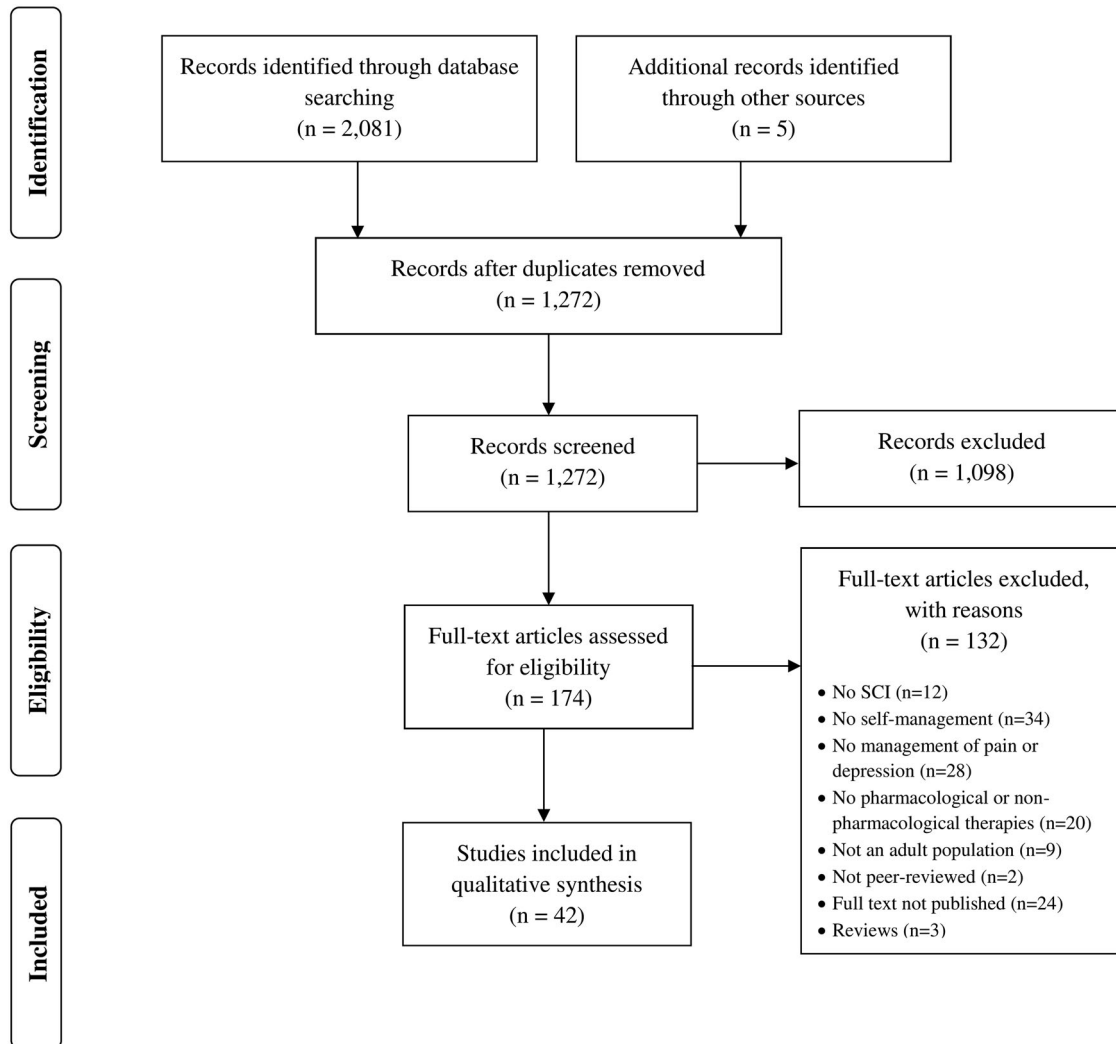 Identification
Records identified through database
searching
(n = 2,081)
Additional records identified
through other sources
(n = 5)
Records after duplicates removed
(n = 1,272)
Screening
Records screened
(n = 1,272)
Records excluded
(n = 1,098)
Eligibility
Full-text articles assessed
for eligibility
(n = 174)
Full-text articles excluded,
with reasons
(n = 132)
• No SCI (n=12)
• No self-management (n=34)
• No management of pain or
depression (n=28)
• No pharmacological or non-
pharmacological therapies (n=20)
• Not an adult population (n=9)
• Not peer-reviewed (n=2)
• Full text not published (n=24)
• Reviews (n=3)
Included
Studies included in
qualitative synthesis
(n = 42)